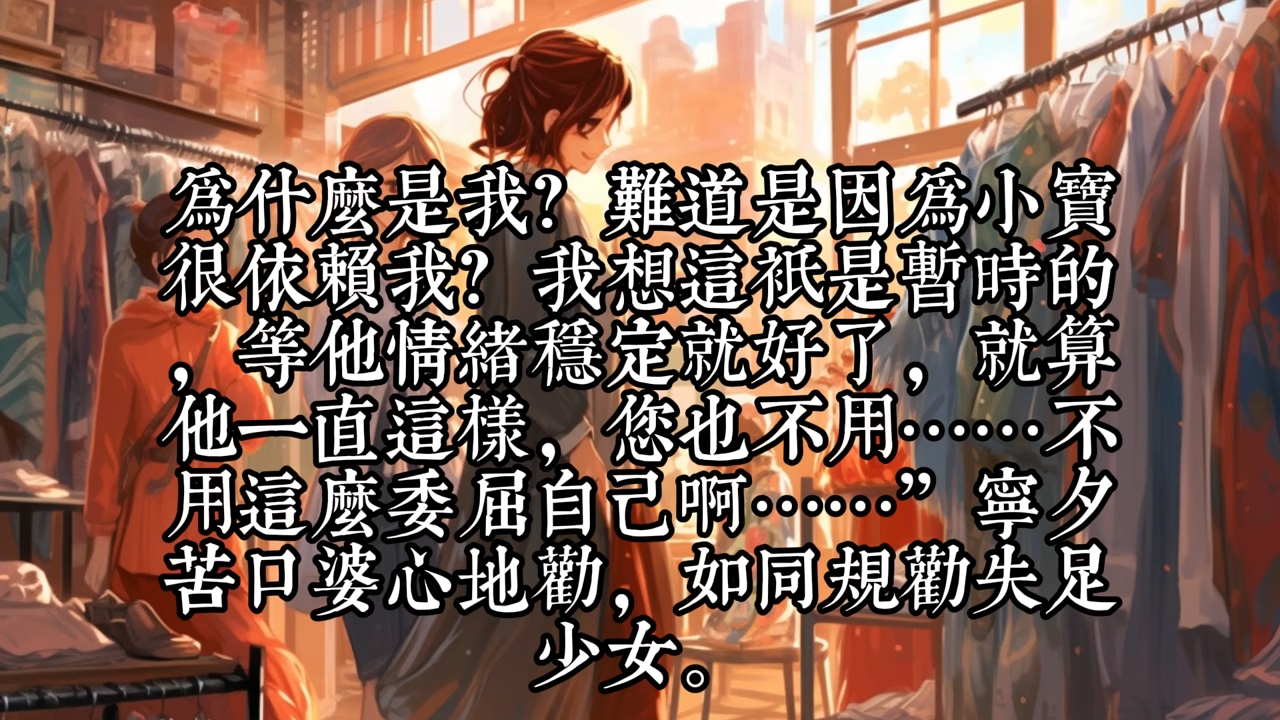 爲什麼是我？難道是因爲小寶
很依賴我？我想這衹是暫時的
，等他情緒穩定就好了，就算
他一直這樣，您也不用……不
用這麼委屈自己啊……”寧夕
苦口婆心地勸，如同規勸失足
少女。